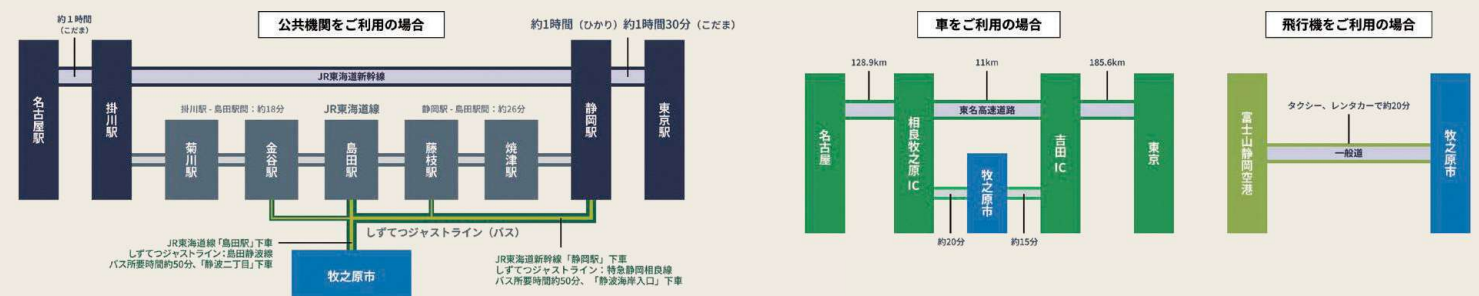 公共機関をご利用の場合
約1時間
（こだま）
約1時間（ひかり）約1時間30分（こだま）
名古屋駅
掛川駅
JR東海道新幹線
静岡駅
東京駅
掛川駅 - 島田駅間：約18分
JR東海道線
静岡駅 - 島田駅間：約26分
菊川駅
金谷駅
島田駅
藤枝駅
焼津駅
しずてつジャストライン（バス）
JR東海道線「島田駅」下車
しずてつジャストライン：島田静波線
バス所要時間約50分、「静波二丁目」下車
牧之原市
JR東海道新幹線「静岡駅」下車
しずてつジャストライン：特急静岡相良線
バス所要時間約50分、「静波海岸入口」下車
車をご利用の場合
128.9km
11km
185.6km
名古屋
相良牧之原IC
東名高速道路
吉田IC
東京
牧之原市
約20分
約15分
飛行機をご利用の場合
富士山静岡空港
タクシー、レンタカーで約20分
一般道
牧之原市